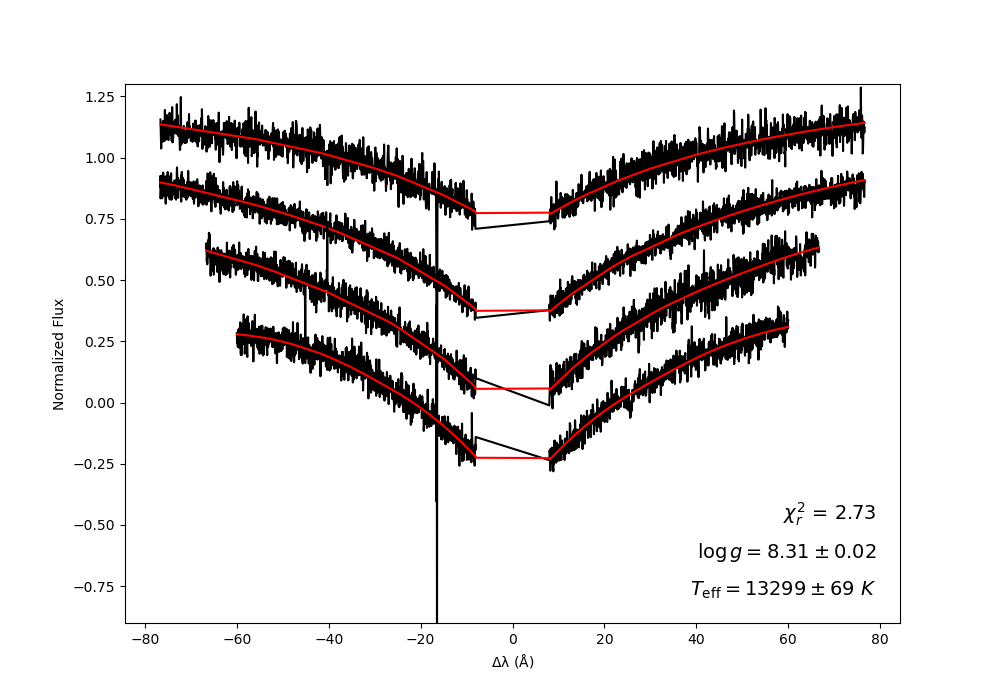 1.25
1.00
0.75
0.50
0.25
0.00
−0.25
−0.50
−0.75
Normalized Flux
χ²ᵣ = 2.73
log g = 8.31 ± 0.02
T_eff = 13299 ± 69 K
−80 −60 −40 −20 0 20 40 60 80
Δλ (Å)